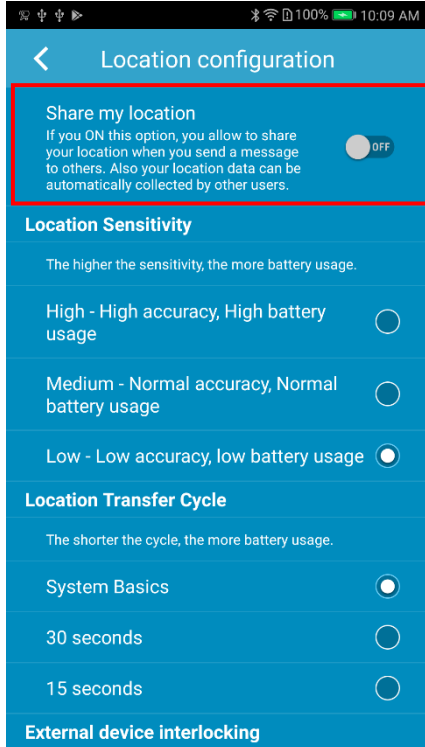 100% 10:09 AM
Location configuration
Share my location
If you ON this option, you allow to share
your location when you send a message
to others. Also your location data can be
automatically collected by other users.
OFF
Location Sensitivity
The higher the sensitivity, the more battery usage.
High - High accuracy, High battery
usage
Medium - Normal accuracy, Normal
battery usage
Low - Low accuracy, low battery usage
Location Transfer Cycle
The shorter the cycle, the more battery usage.
System Basics
30 seconds
15 seconds
External device interlocking